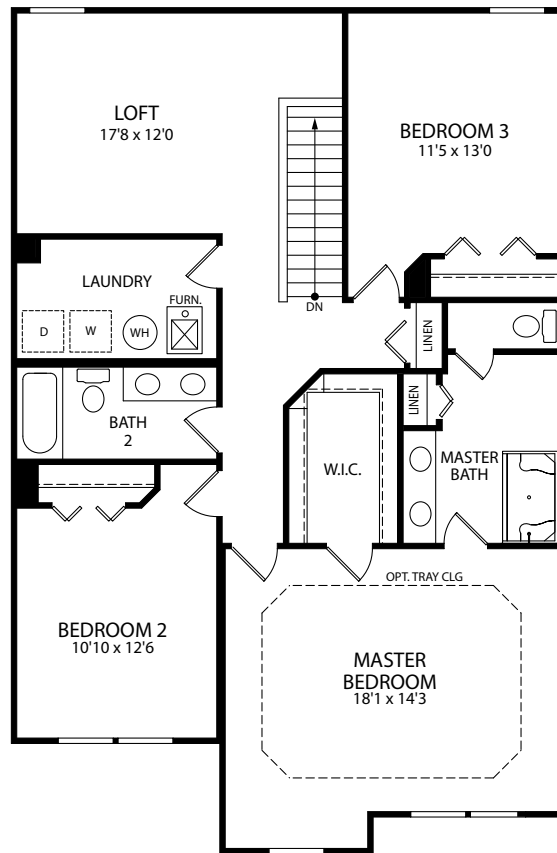 LOFT
17'8 x 12'0
BEDROOM 3
11'5 x 13'0
LAUNDRY
FURN.
D
W
WH
DN
LINEN
LINEN
BATH
2
W.I.C.
MASTER
BATH
OPT. TRAY CLG
BEDROOM 2
10'10 x 12'6
MASTER
BEDROOM
18'1 x 14'3